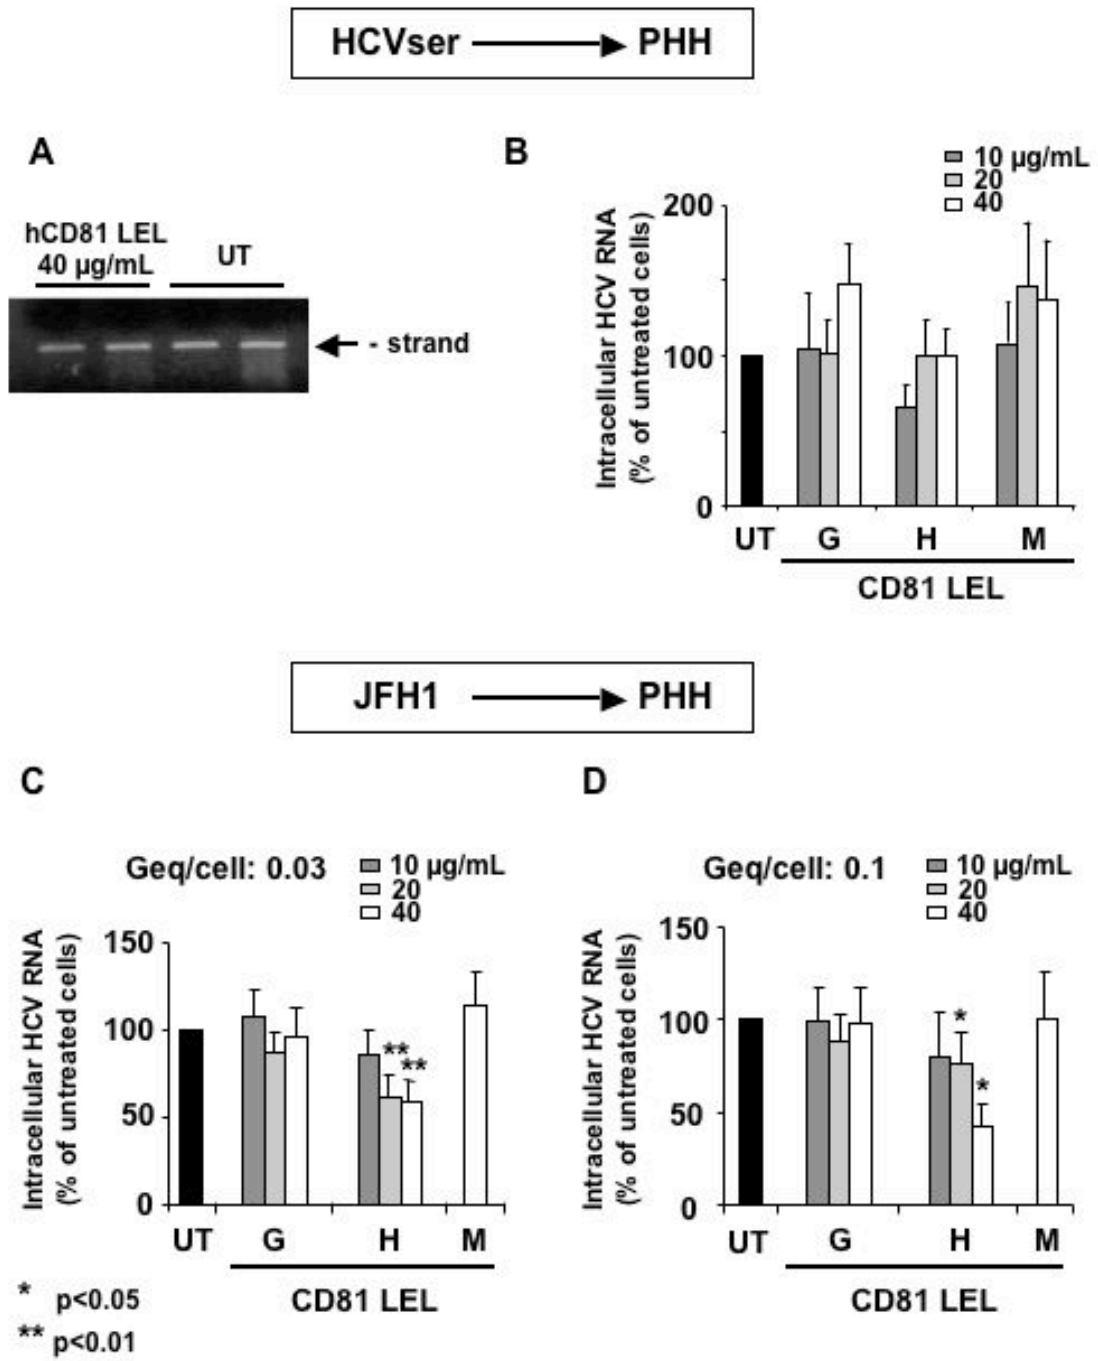 HCVser PHH
A
B
hCD81 LEL
40 µg/mL
UT
- strand
10 µg/mL
20
40
Intracellular HCV RNA
(% of untreated cells)
200
100
0
UT G H M
CD81 LEL
JFH1 PHH
C
D
Geq/cell: 0.03
10 µg/mL
20
40
Intracellular HCV RNA
(% of untreated cells)
150
100
50
0
**
**
UT G H M
CD81 LEL
* p<0.05
** p<0.01
Geq/cell: 0.1
10 µg/mL
20
40
Intracellular HCV RNA
(% of untreated cells)
150
100
50
0
*
*
UT G H M
CD81 LEL